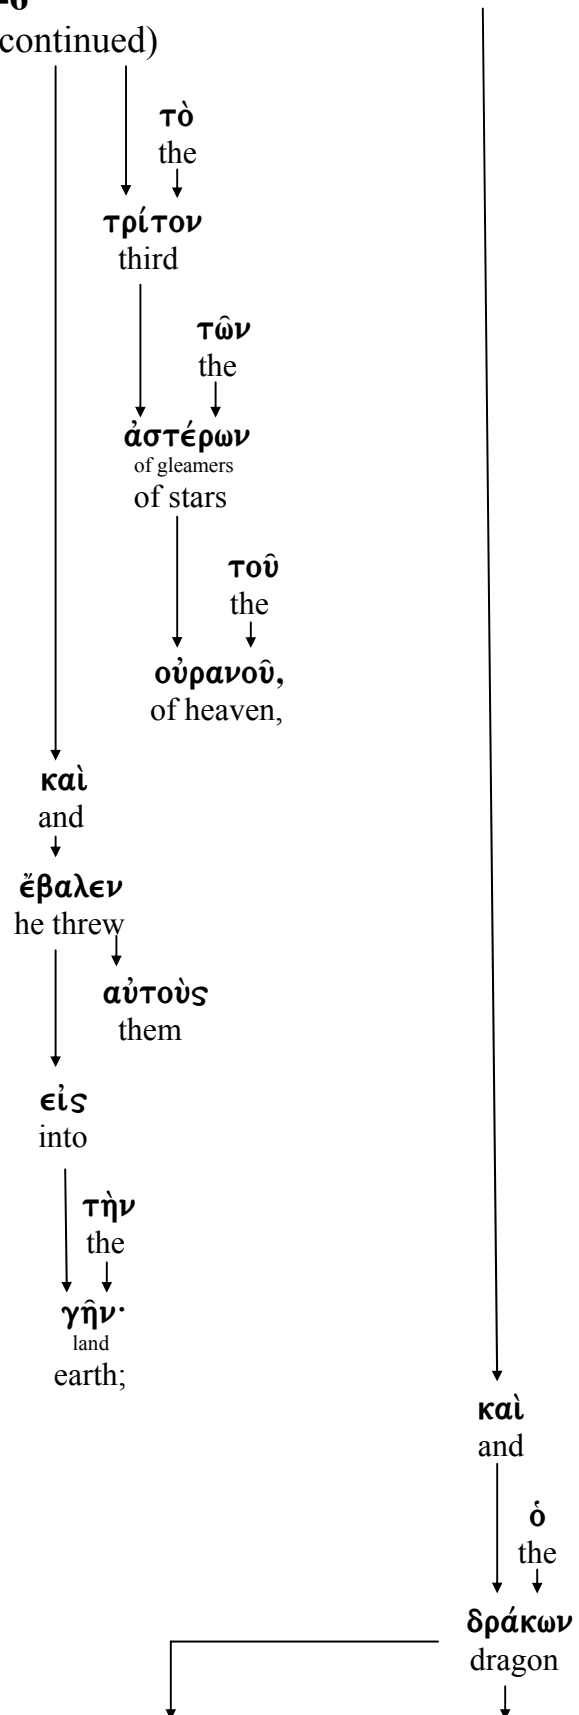 -6
continued)
τὸ
the
τρίτον
third
τῶν
the
ἀστέρων
of gleamers
of stars
τοῦ
the
οὐρανοῦ,
of heaven,
καὶ
and
ἔβαλεν
he threw
αὐτοὺς
them
εἰς
into
τὴν
the
γῆν·
land
earth;
καὶ
and
ὁ
the
δράκων
dragon